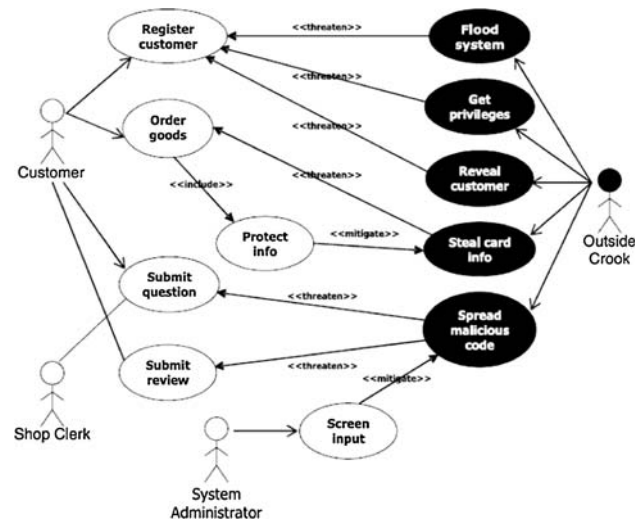 Register
customer
<<threaten>>
Flood
system
<<threaten>>
Get
privileges
Order
goods
<<threaten>>
Customer
<<include>>
<<threaten>>
Reveal
customer
Protect
info
<<mitigate>>
Steal card
info
Outside
Crook
Submit
question
<<threaten>>
Spread
malicious
code
Submit
review
<<threaten>>
<<mitigate>>
Shop Clerk
Screen
input
System
Administrator